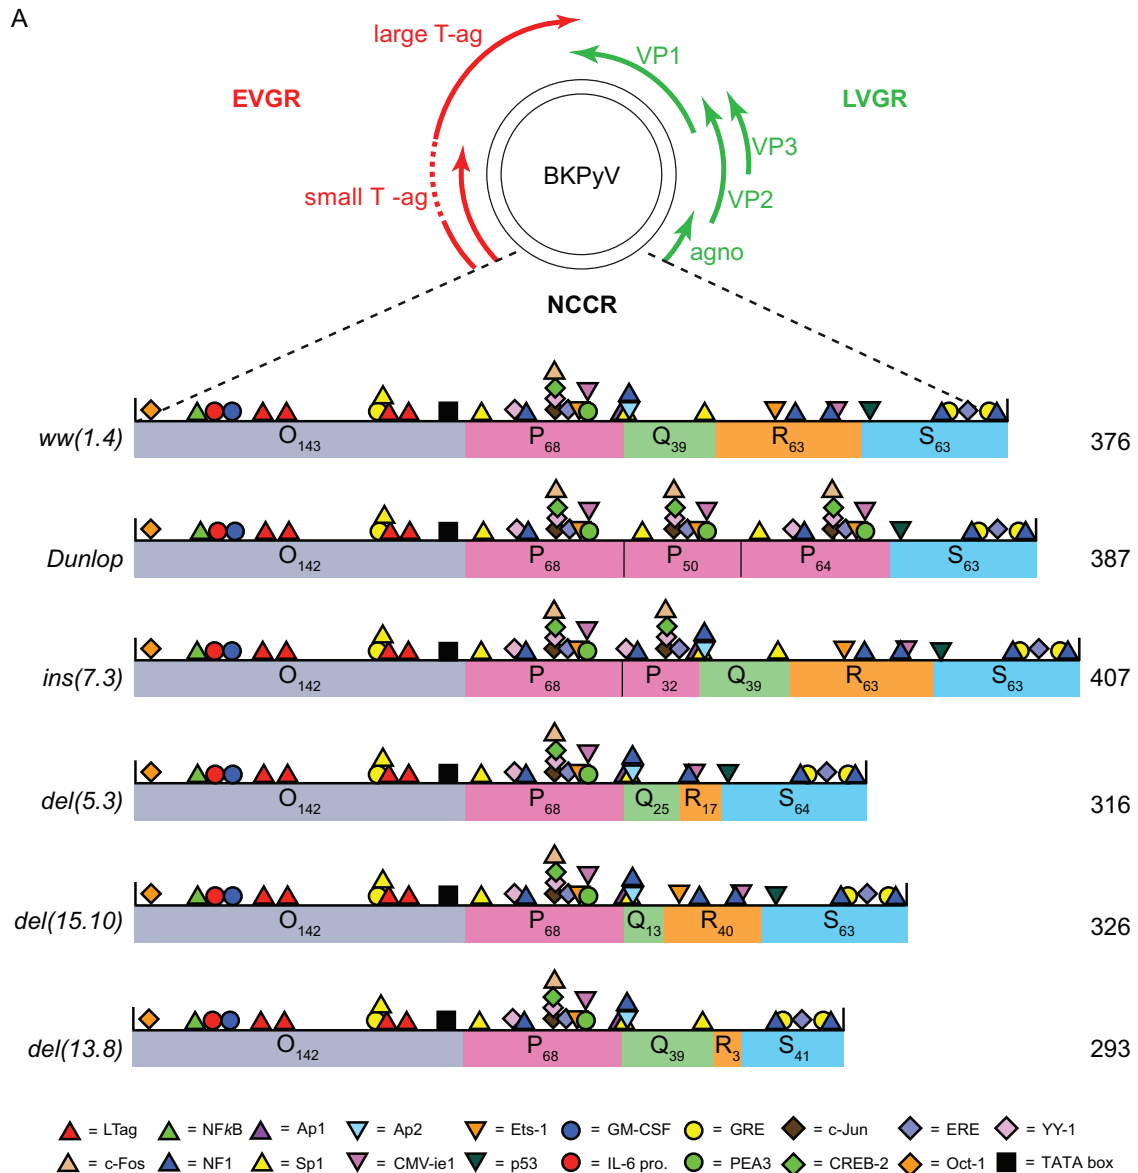 A
large T-ag
VP1
EVGR
LVGR
VP3
BKPyV
small T -ag
VP2
agno
NCCR
ww(1.4) O143 P68 Q39 R63 S63 376
Dunlop O142 P68 P50 P64 S63 387
ins(7.3) O142 P68 P32 Q39 R63 S63 407
del(5.3) O142 P68 Q25 R17 S64 316
del(15.10) O142 P68 Q13 R40 S63 326
del(13.8) O142 P68 Q39 R3 S41 293
= LTag = NFkB = Ap1 = Ap2 = Ets-1 = GM-CSF = GRE = c-Jun = ERE = YY-1
= c-Fos = NF1 = Sp1 = CMV-ie1 = p53 = IL-6 pro. = PEA3 = CREB-2 = Oct-1 = TATA box